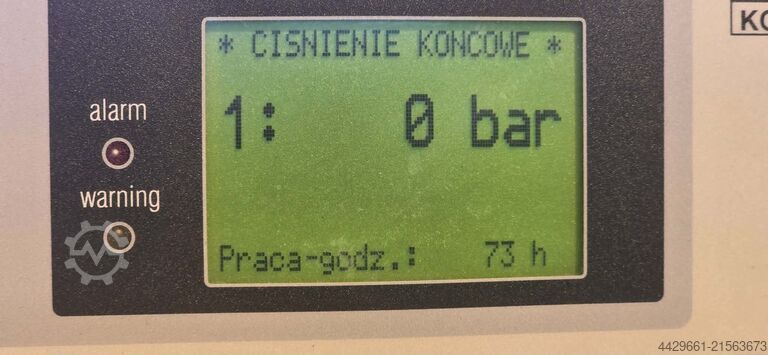 KO
* CISNIENIE KONCOWE *
1: 0 bar
alarm
warning
Praca-godz.: 73 h
4429661-21563673